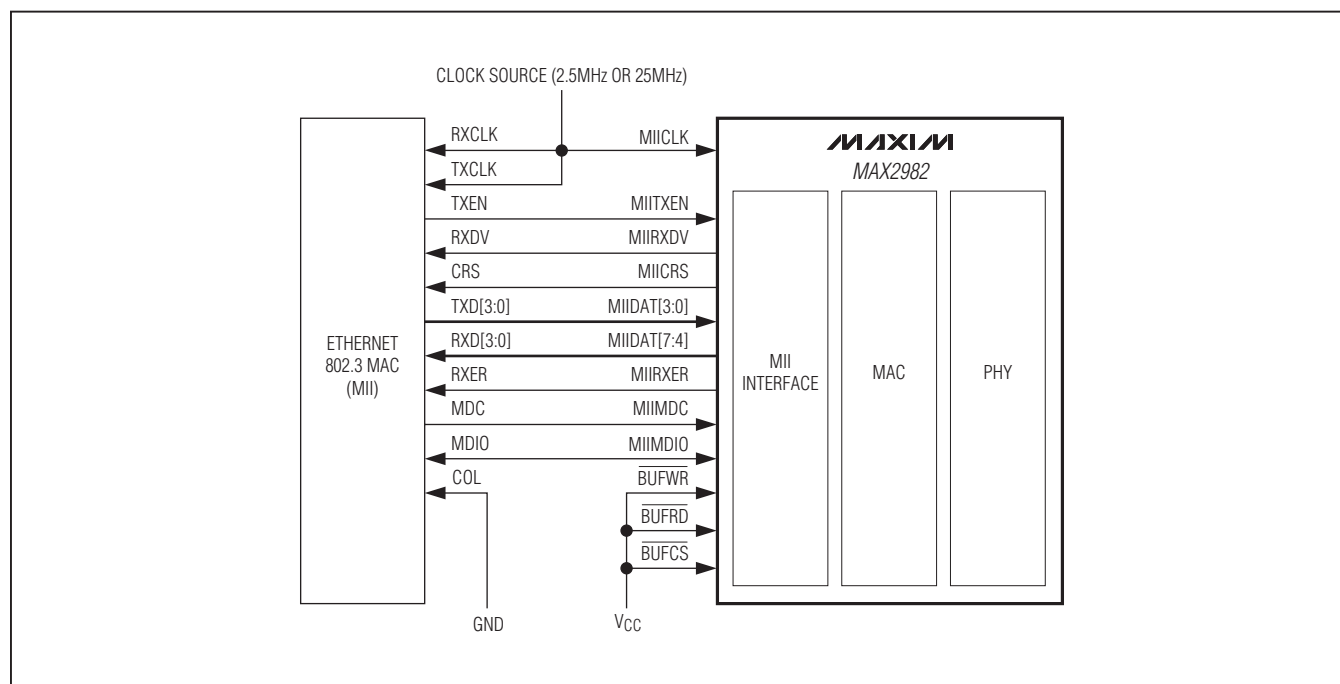 CLOCK SOURCE (2.5MHz OR 25MHz)
RXCLK
MIICLK
MAXIM
MAX2982
TXCLK
TXEN
MIITXEN
RXDV
MIIRXDV
CRS
MIICRS
TXD[3:0]
MIIDAT[3:0]
ETHERNET
802.3 MAC
(MII)
RXD[3:0]
MIIDAT[7:4]
MII
INTERFACE
MAC
PHY
RXER
MIIRXER
MDC
MIIMDC
MDIO
MIIMDIO
COL
BUFWR
BUFRD
BUFCS
GND
VCC